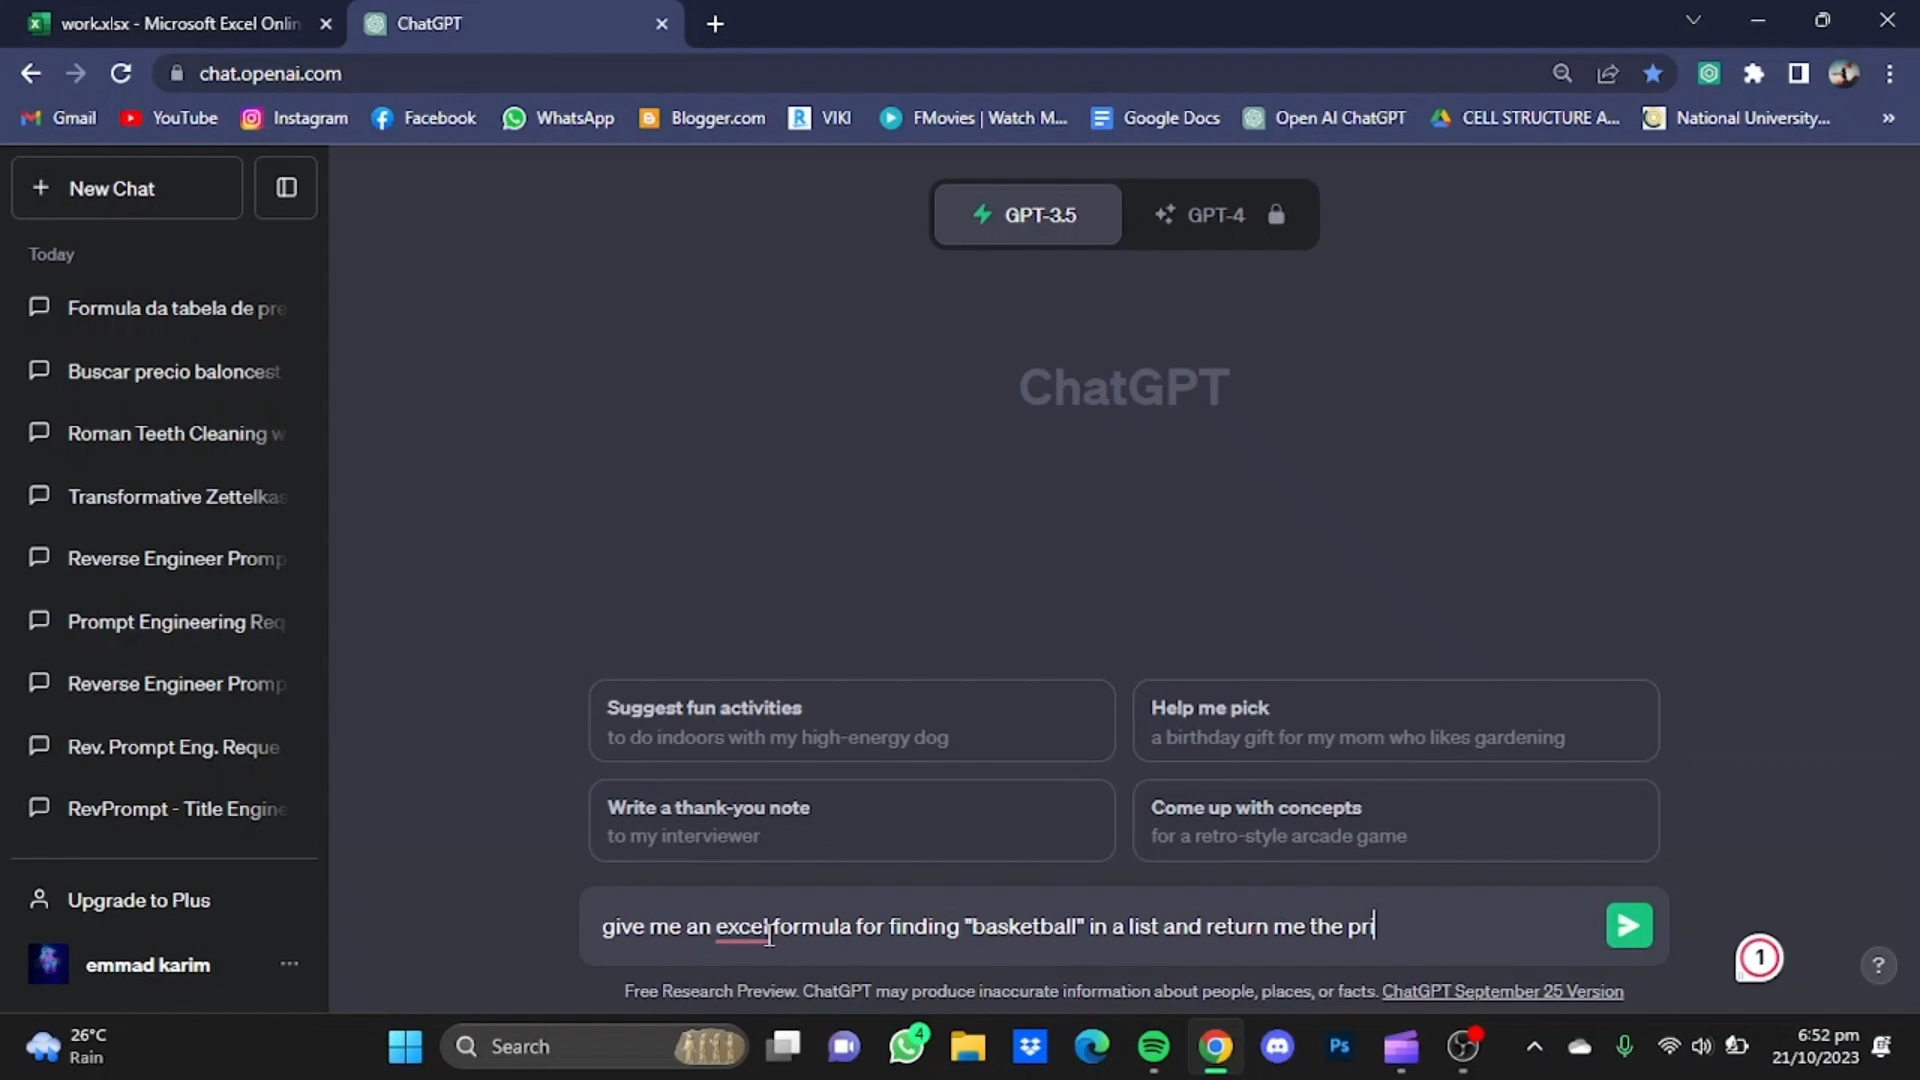 work.xlsx - Microsoft Excel Onlin
ChatGPT
chat.openai.com
Gmail
YouTube
Instagram
Facebook
WhatsApp
Blogger.com
VIKI
FMovies | Watch M...
Google Docs
Open AI ChatGPT
CELL STRUCTURE A...
National University...
»
+ New Chat
GPT-3.5
GPT-4
Today
Formula da tabela de pre
Buscar precio baloncest
Roman Teeth Cleaning w
Transformative Zettelkas
Reverse Engineer Promp
Prompt Engineering Req
Reverse Engineer Promp
Rev. Prompt Eng. Reque
RevPrompt - Title Engine
Upgrade to Plus
emmad karim
ChatGPT
Suggest fun activities
to do indoors with my high-energy dog
Help me pick
a birthday gift for my mom who likes gardening
Write a thank-you note
to my interviewer
Come up with concepts
for a retro-style arcade game
give me an excel formula for finding "basketball" in a list and return me the pri
1
?
Free Research Preview. ChatGPT may produce inaccurate information about people, places, or facts. ChatGPT September 25 Version
26°C
Rain
Search
4
Ps
6:52 pm
21/10/2023